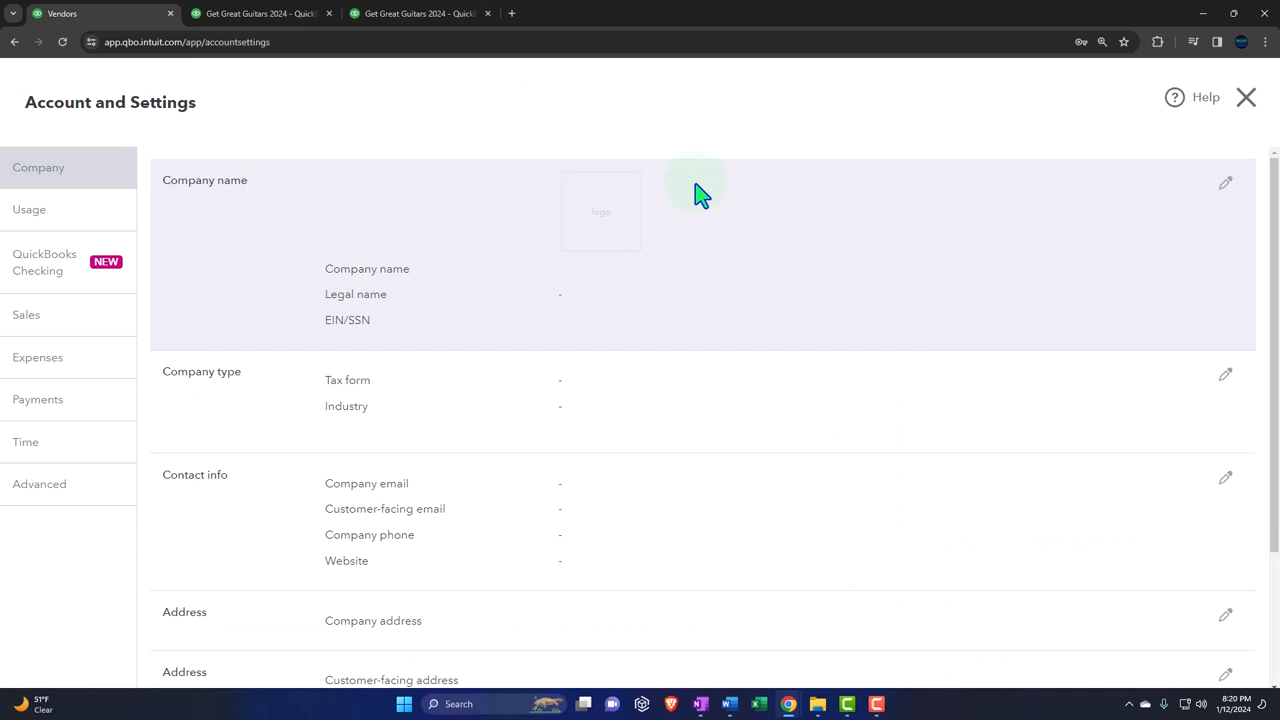 Vendors
Get Great Guitars 2024 - QuickF
Get Great Guitars 2024 - QuickF
app.qbo.intuit.com/app/accountsettings
Account and Settings
Help
Company
Usage
QuickBooks
Checking
NEW
Sales
Expenses
Payments
Time
Advanced
Company name
logo
Company name
Legal name -
EIN/SSN
Company type
Tax form -
Industry -
Contact info
Company email -
Customer-facing email -
Company phone -
Website -
Address
Company address
Address
Customer-facing address
51°F
Clear
Search
8:20 PM
1/12/2024